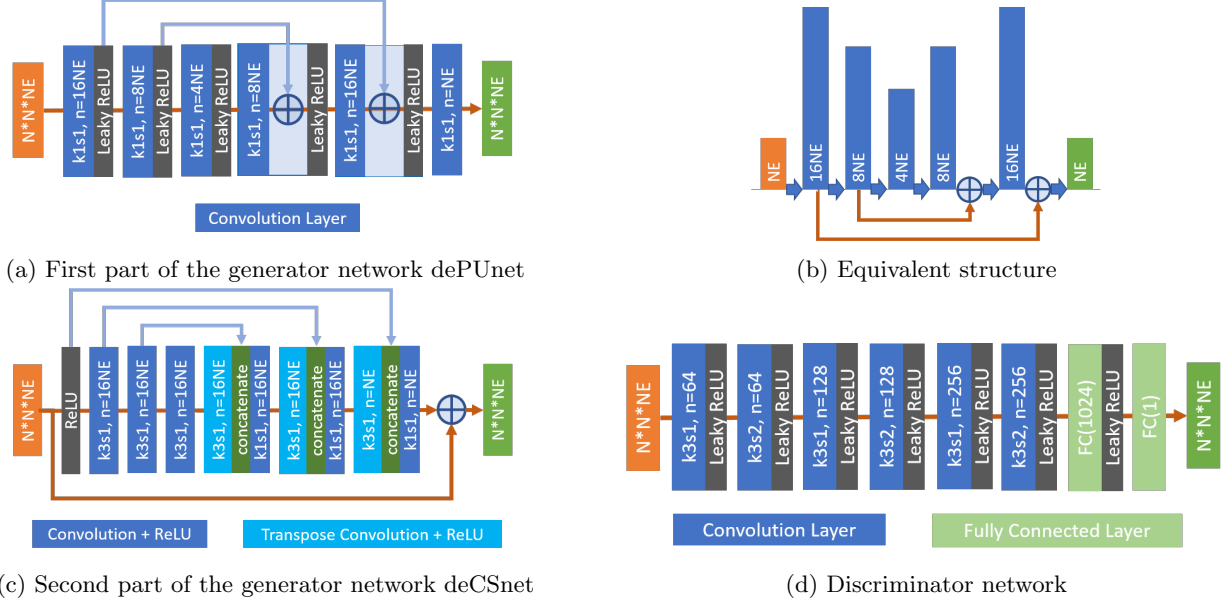 N*N*NE
k1s1, n=16NE
Leaky ReLU
k1s1, n=8NE
Leaky ReLU
k1s1, n=4NE
Leaky ReLU
k1s1, n=8NE
Leaky ReLU
k1s1, n=16NE
Leaky ReLU
k1s1, n=NE
N*N*NE
Convolution Layer
(a) First part of the generator network dePUnet
NE
16NE
8NE
4NE
8NE
16NE
NE
(b) Equivalent structure
N*N*NE
ReLU
k3s1, n=16NE
k3s1, n=16NE
k3s1, n=16NE
k3s1, n=16NE
concatenate
k1s1, n=16NE
k3s1, n=16NE
concatenate
k1s1, n=16NE
k3s1, n=NE
concatenate
k1s1, n=NE
N*N*NE
Convolution + ReLU
Transpose Convolution + ReLU
(c) Second part of the generator network deCSnet
N*N*NE
k3s1, n=64
Leaky ReLU
k3s2, n=64
Leaky ReLU
k3s1, n=128
Leaky ReLU
k3s2, n=128
Leaky ReLU
k3s1, n=256
Leaky ReLU
k3s2, n=256
Leaky ReLU
FC(1024)
Leaky ReLU
FC(1)
N*N*NE
Convolution Layer
Fully Connected Layer
(d) Discriminator network